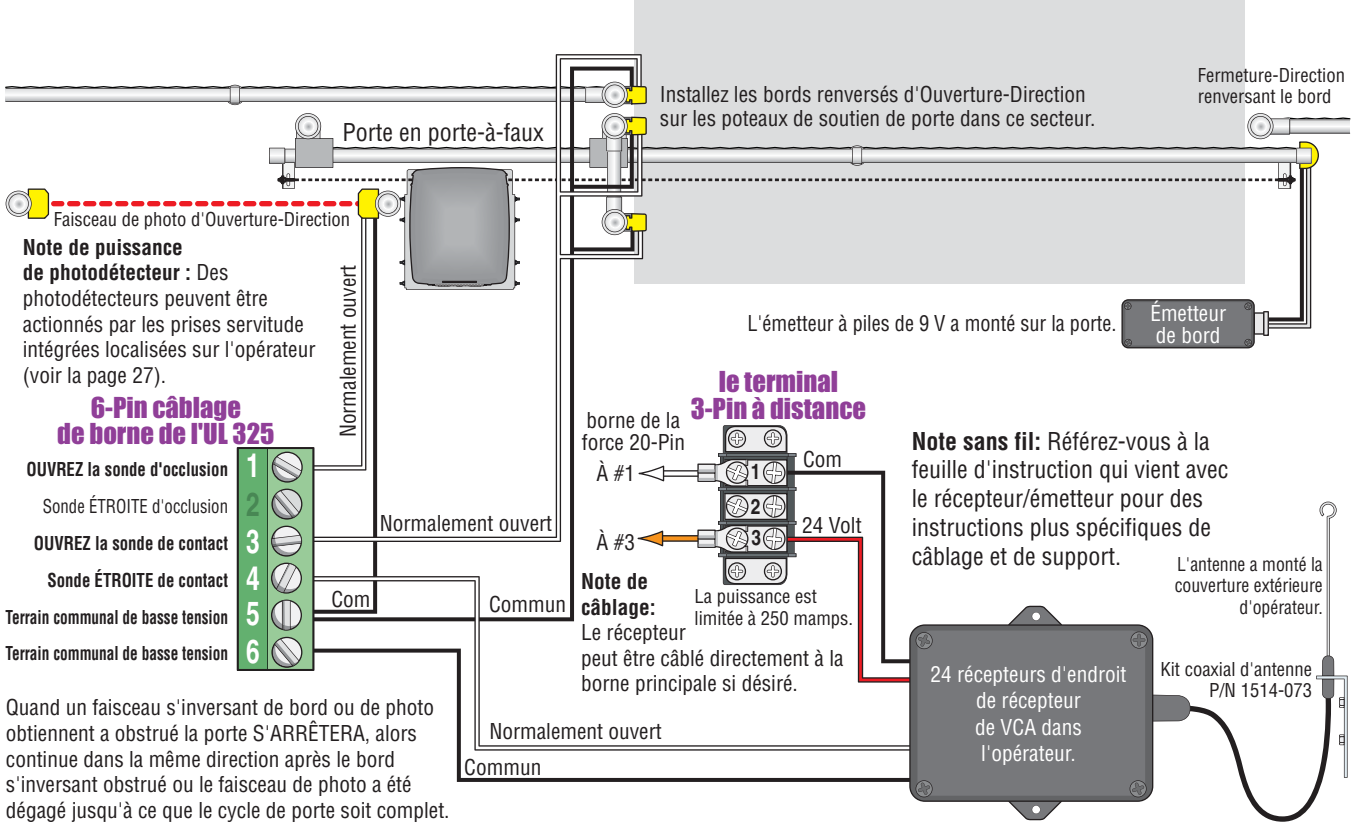 Installez les bords renversés d'Ouverture-Direction
sur les poteaux de soutien de porte dans ce secteur.
Fermeture-Direction
renversant le bord
Porte en porte-à-faux
Faisceau de photo d'Ouverture-Direction
Note de puissance
de photodétecteur : Des
photodétecteurs peuvent être
actionnés par les prises servitude
intégrées localisées sur l'opérateur
(voir la page 27).
Normalement ouvert
L'émetteur à piles de 9 V a monté sur la porte.
Émetteur
de bord
6-Pin câblage
de borne de l'UL 325
OUVREZ la sonde d'occlusion
1
Sonde ÉTROITE d'occlusion
2
OUVREZ la sonde de contact
3
Sonde ÉTROITE de contact
4
Terrain communal de basse tension
5
Terrain communal de basse tension
6
Normalement ouvert
Com
Commun
le terminal
3-Pin à distance
borne de la
force 20-Pin
À #1
1
Com
2
À #3
3
24 Volt
La puissance est
limitée à 250 mamps.
Note de
câblage:
Le récepteur
peut être câblé directement à la
borne principale si désiré.
Note sans fil: Référez-vous à la
feuille d'instruction qui vient avec
le récepteur/émetteur pour des
instructions plus spécifiques de
câblage et de support.
L'antenne a monté la
couverture extérieure
d'opérateur.
Kit coaxial d'antenne
P/N 1514-073
24 récepteurs d'endroit
de récepteur
de VCA dans
l'opérateur.
Normalement ouvert
Commun
Quand un faisceau s'inversant de bord ou de photo
obtiennent a obstrué la porte S'ARRÊTERA, alors
continue dans la même direction après le bord
s'inversant obstrué ou le faisceau de photo a été
dégagé jusqu'à ce que le cycle de porte soit complet.